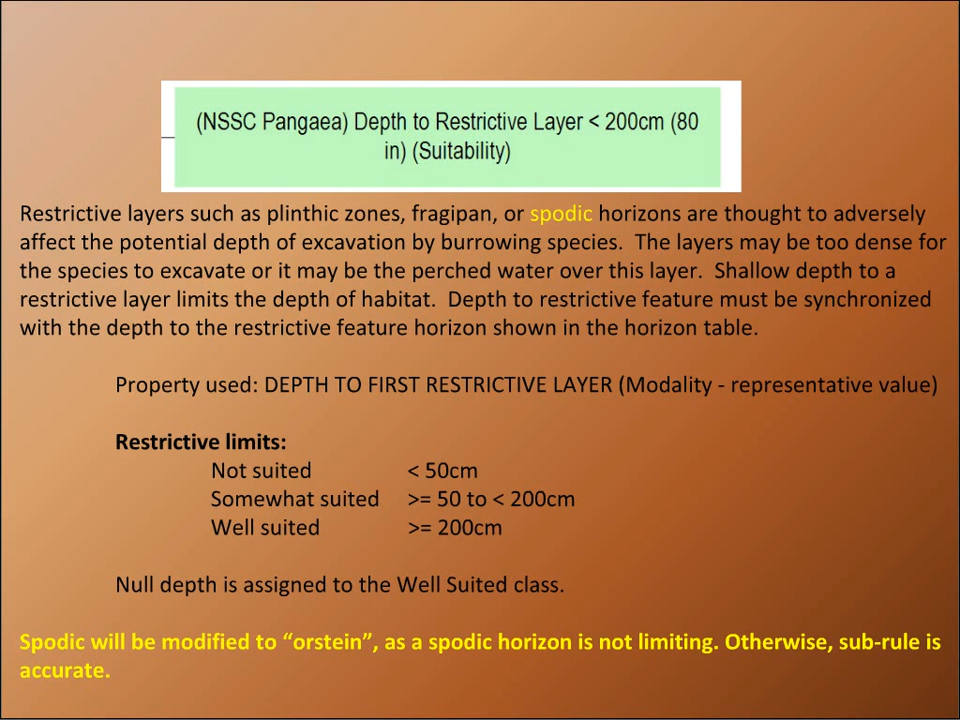 (NSSC Pangaea) Depth to Restrictive Layer < 200cm (80
in) (Suitability)
Restrictive layers such as plinthic zones, fragipan, or spodic horizons are thought to adversely
affect the potential depth of excavation by burrowing species.  The layers may be too dense for
the species to excavate or it may be the perched water over this layer.  Shallow depth to a
restrictive layer limits the depth of habitat.  Depth to restrictive feature must be synchronized
with the depth to the restrictive feature horizon shown in the horizon table.
Property used: DEPTH TO FIRST RESTRICTIVE LAYER (Modality - representative value)
Restrictive limits:
Not suited < 50cm
Somewhat suited >= 50 to < 200cm
Well suited >= 200cm
Null depth is assigned to the Well Suited class.
Spodic will be modified to “orstein”, as a spodic horizon is not limiting. Otherwise, sub-rule is
accurate.